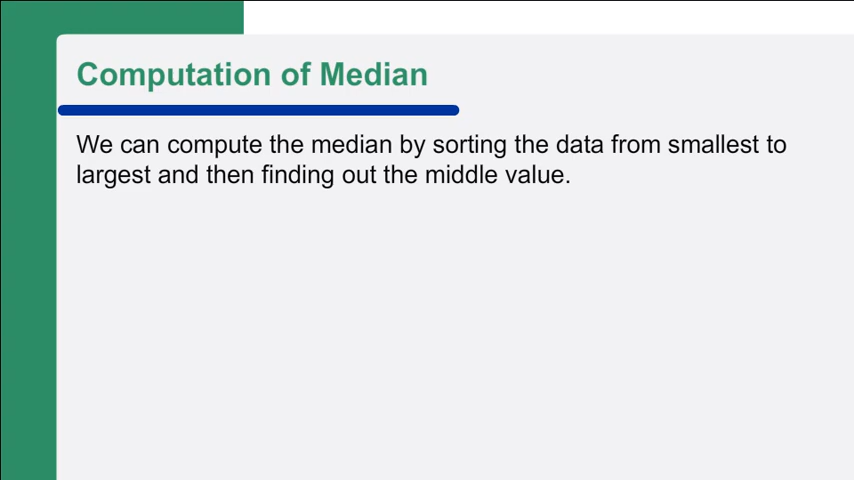 Computation of Median
We can compute the median by sorting the data from smallest to
largest and then finding out the middle value.